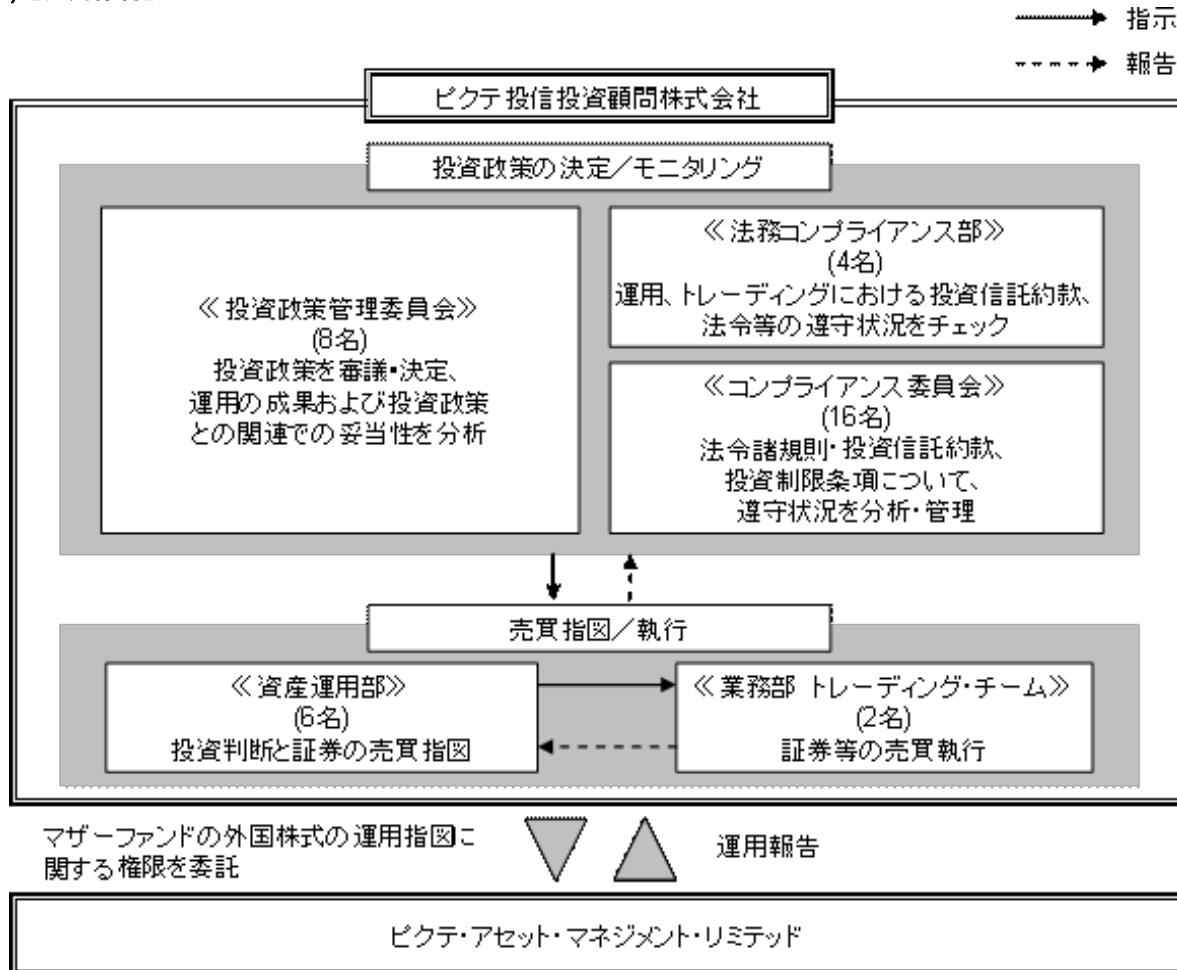 指示
報告
ピクテ投信投資顧問株式会社
投資政策の決定／モニタリング
≪投資政策管理委員会≫
(8名)
投資政策を審議・決定、
運用の成果および投資政策
との関連での妥当性を分析
≪法務コンプライアンス部≫
(4名)
運用、トレーディングにおける投資信託約款、
法令等の遵守状況をチェック
≪コンプライアンス委員会≫
(16名)
法令諸規則・投資信託約款、
投資制限条項について、
遵守状況を分析・管理
売買指図／執行
≪資産運用部≫
(6名)
投資判断と証券の売買指図
≪業務部 トレーディング・チーム≫
(2名)
証券等の売買執行
マザーファンドの外国株式の運用指図に
関する権限を委託
運用報告
ピクテ・アセット・マネジメント・リミテッド